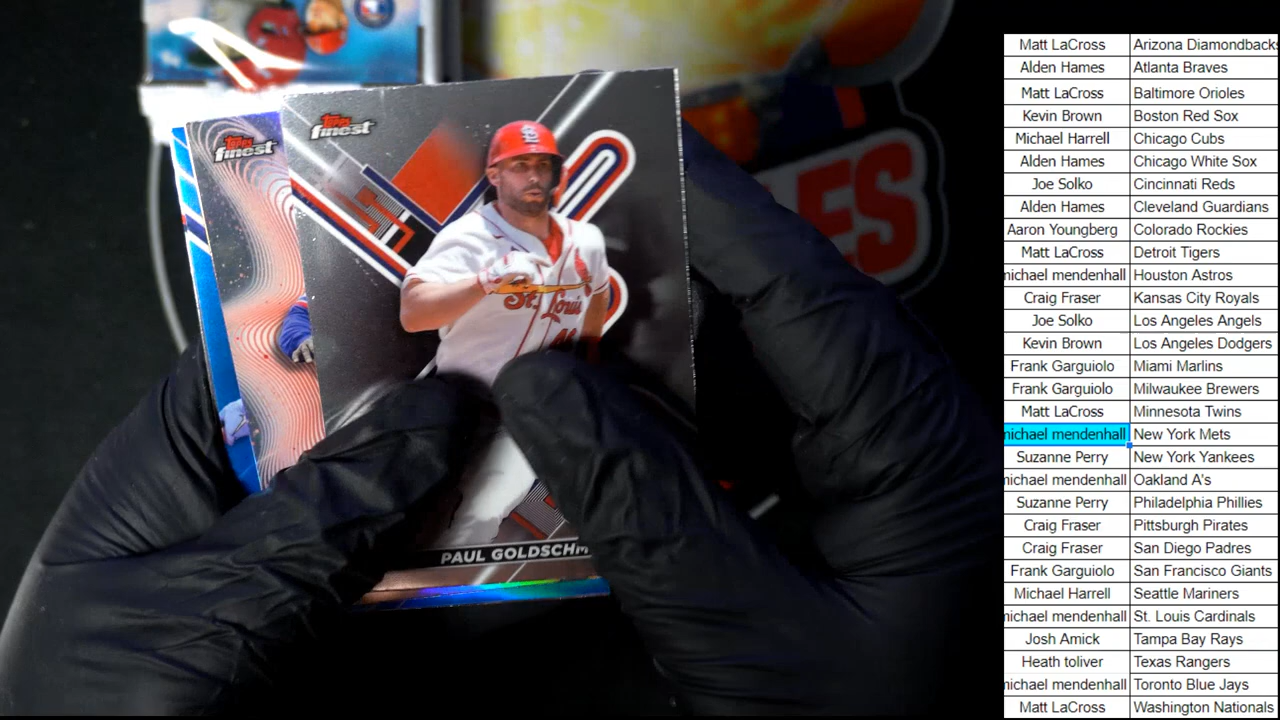 TOPPS
finest
TOPPS
finest
St. Louis
PAUL GOLDSCHM
ES
Matt LaCross Arizona Diamondback
Alden Hames Atlanta Braves
Matt LaCross Baltimore Orioles
Kevin Brown Boston Red Sox
Michael Harrell Chicago Cubs
Alden Hames Chicago White Sox
Joe Solko Cincinnati Reds
Alden Hames Cleveland Guardians
Aaron Youngberg Colorado Rockies
Matt LaCross Detroit Tigers
michael mendenhall Houston Astros
Craig Fraser Kansas City Royals
Joe Solko Los Angeles Angels
Kevin Brown Los Angeles Dodgers
Frank Garguiolo Miami Marlins
Frank Garguiolo Milwaukee Brewers
Matt LaCross Minnesota Twins
michael mendenhall New York Mets
Suzanne Perry New York Yankees
michael mendenhall Oakland A's
Suzanne Perry Philadelphia Phillies
Craig Fraser Pittsburgh Pirates
Craig Fraser San Diego Padres
Frank Garguiolo San Francisco Giants
Michael Harrell Seattle Mariners
michael mendenhall St. Louis Cardinals
Josh Amick Tampa Bay Rays
Heath toliver Texas Rangers
michael mendenhall Toronto Blue Jays
Matt LaCross Washington Nationals